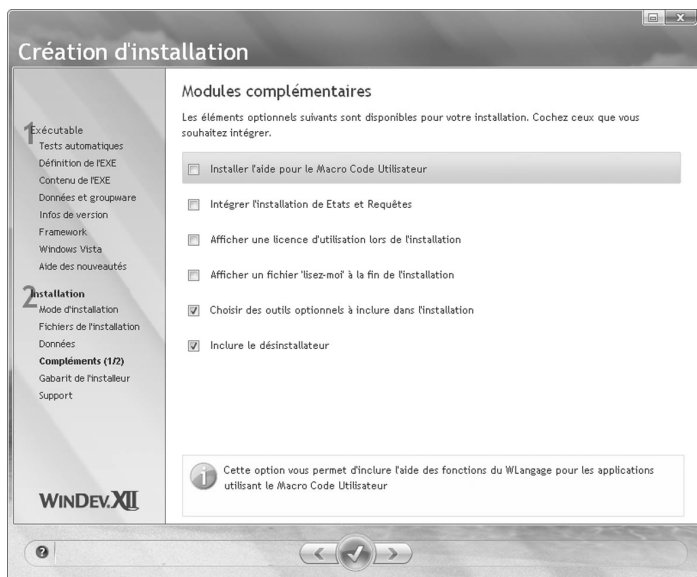 Création d'installation
1
Exécutable
Tests automatiques
Définition de l'EXE
Contenu de l'EXE
Données et groupware
Infos de version
Framework
Windows Vista
Aide des nouveautés
2
Installation
Mode d'installation
Fichiers de l'installation
Données
Compléments (1/2)
Gabarit de l'installeur
Support
WINDEV.XII
Modules complémentaires
Les éléments optionnels suivants sont disponibles pour votre installation. Cochez ceux que vous
souhaitez intégrer.
Installer l'aide pour le Macro Code Utilisateur
Intégrer l'installation de Etats et Requêtes
Afficher une licence d'utilisation lors de l'installation
Afficher un fichier 'lisez-moi' à la fin de l'installation
Choisir des outils optionnels à inclure dans l'installation
Inclure le désinstallateur
Cette option vous permet d'inclure l'aide des fonctions du WLangage pour les applications
utilisant le Macro Code Utilisateur